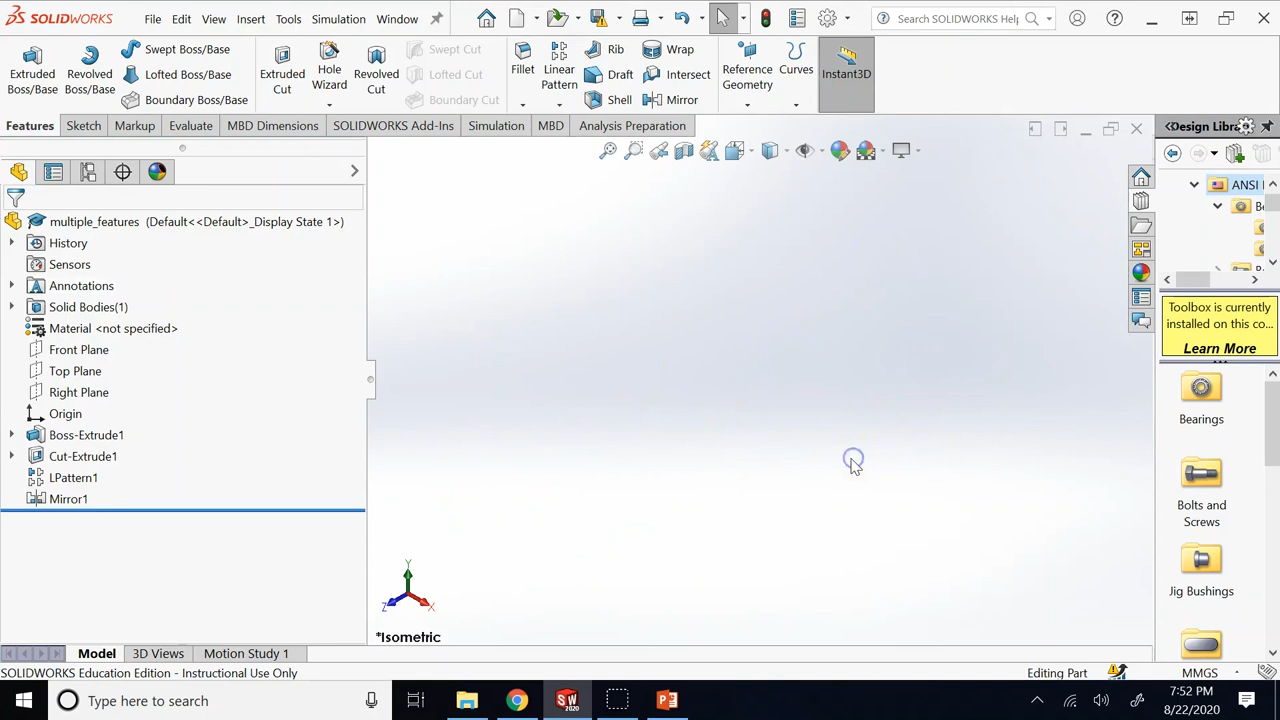 SOLIDWORKS File Edit View Insert Tools Simulation Window Search SOLIDWORKS Help
Extruded Boss/Base
Revolved Boss/Base
Swept Boss/Base
Lofted Boss/Base
Boundary Boss/Base
Extruded Cut
Hole Wizard
Revolved Cut
Swept Cut
Lofted Cut
Boundary Cut
Fillet
Linear Pattern
Rib
Draft
Shell
Wrap
Intersect
Mirror
Reference Geometry
Curves
Instant3D
Features Sketch Markup Evaluate MBD Dimensions SOLIDWORKS Add-Ins Simulation MBD Analysis Preparation
multiple_features (Default<<Default>_Display State 1>)
History
Sensors
Annotations
Solid Bodies(1)
Material <not specified>
Front Plane
Top Plane
Right Plane
Origin
Boss-Extrude1
Cut-Extrude1
LPattern1
Mirror1
Y
Z
X
*Isometric
Design Libr
ANSI I
Be
Toolbox is currently
installed on this co...
Learn More
Bearings
Bolts and
Screws
Jig Bushings
Model 3D Views Motion Study 1
SOLIDWORKS Education Edition - Instructional Use Only Editing Part MMGS
Type here to search
SW
2020
7:52 PM
8/22/2020